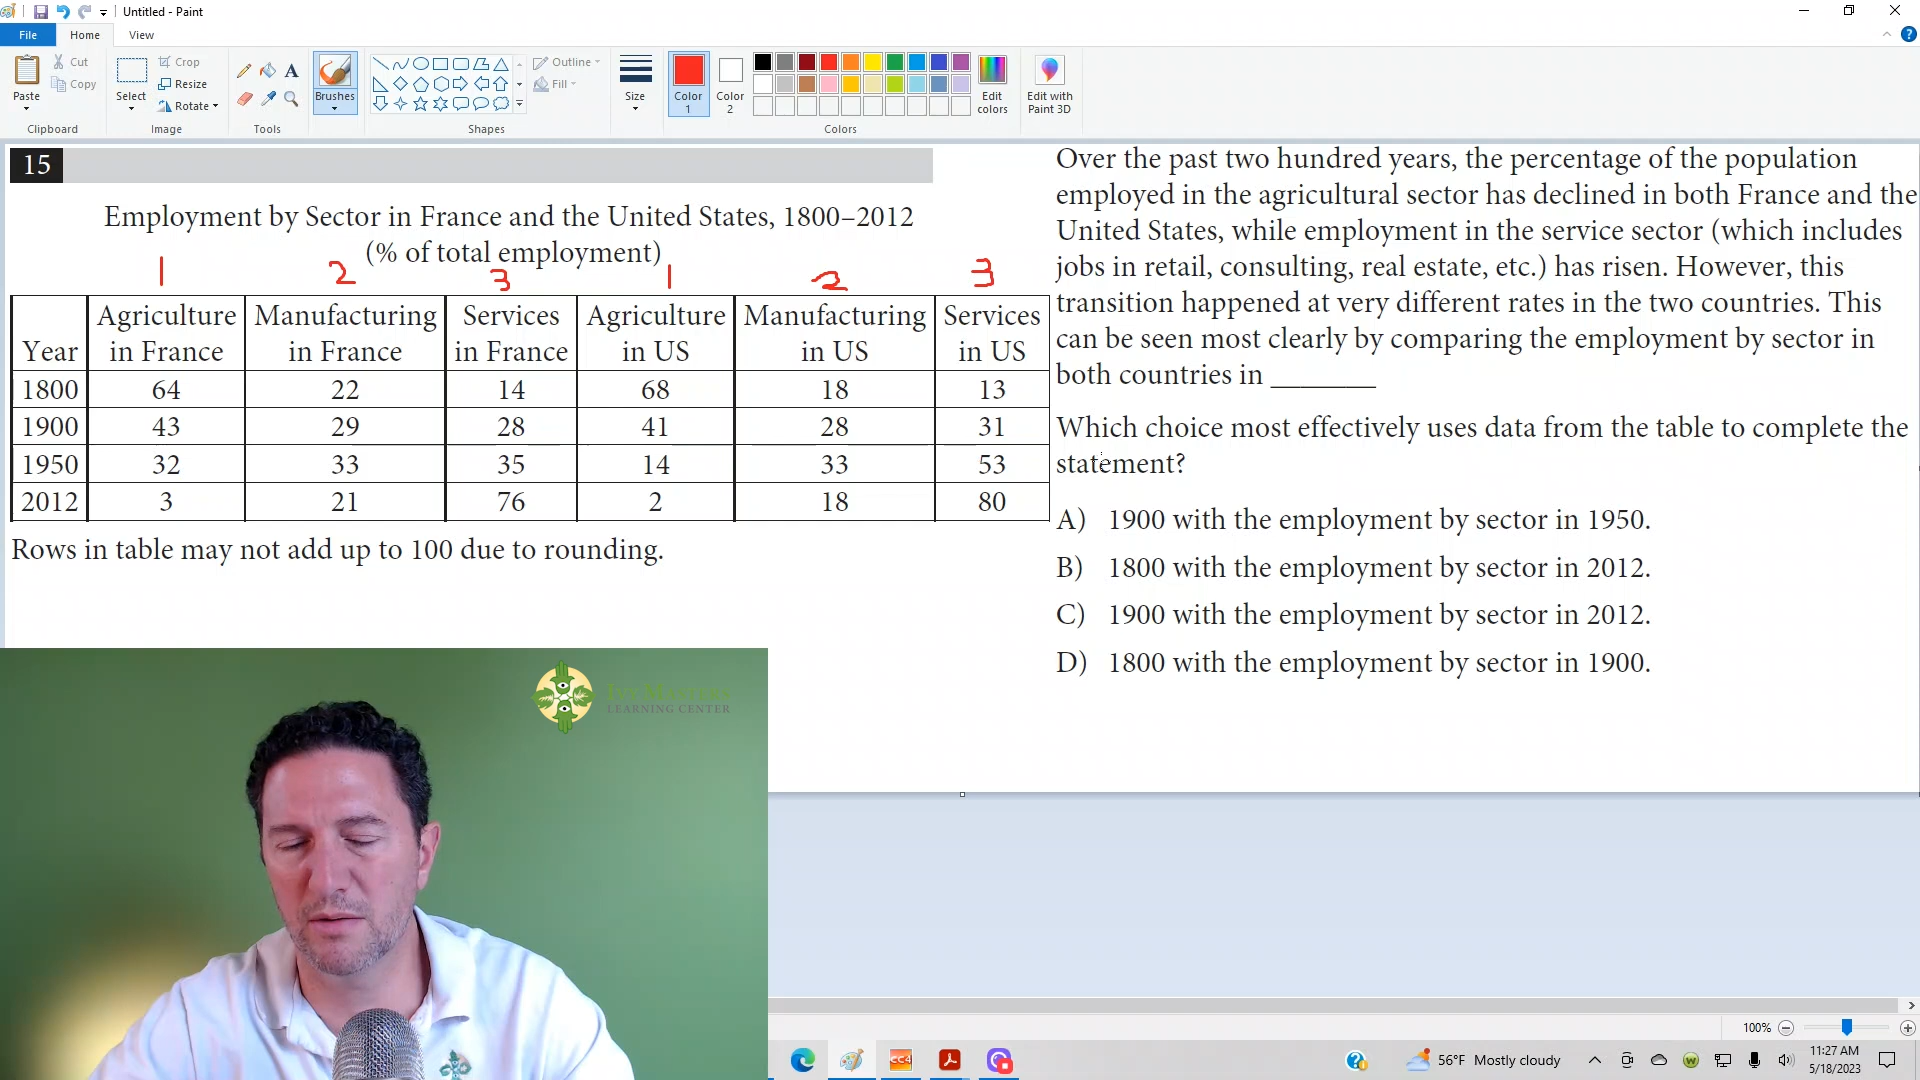 Untitled - Paint
File Home View
Paste
Cut
Copy
Clipboard
Select
Crop
Resize
Rotate
Image
A
Tools
Brushes
Shapes
Outline
Fill
Size
Color 1
Color 2
Colors
Edit colors
Edit with Paint 3D
15
Employment by Sector in France and the United States, 1800–2012
(% of total employment)
1 2 3 1 2 3
Year Agriculture in France Manufacturing in France Services in France Agriculture in US Manufacturing in US Services in US
1800 64 22 14 68 18 13
1900 43 29 28 41 28 31
1950 32 33 35 14 33 53
2012 3 21 76 2 18 80
Rows in table may not add up to 100 due to rounding.
Over the past two hundred years, the percentage of the population
employed in the agricultural sector has declined in both France and the
United States, while employment in the service sector (which includes
jobs in retail, consulting, real estate, etc.) has risen. However, this
transition happened at very different rates in the two countries. This
can be seen most clearly by comparing the employment by sector in
both countries in _______
Which choice most effectively uses data from the table to complete the
statement?
A) 1900 with the employment by sector in 1950.
B) 1800 with the employment by sector in 2012.
C) 1900 with the employment by sector in 2012.
D) 1800 with the employment by sector in 1900.
Ivy Masters
LEARNING CENTER
100%
CC4
56°F Mostly cloudy
11:27 AM
5/18/2023